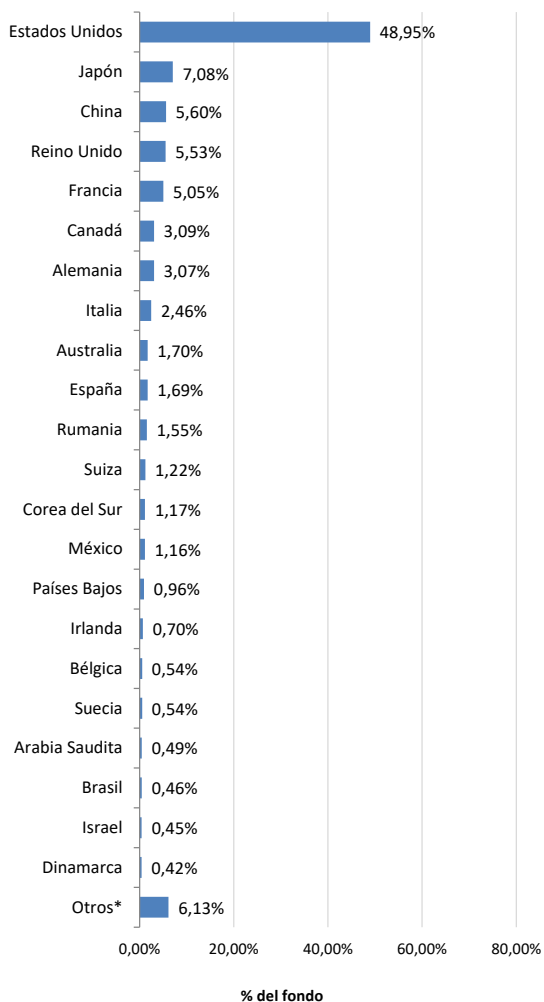 Estados Unidos 48,95%
Japón 7,08%
China 5,60%
Reino Unido 5,53%
Francia 5,05%
Canadá 3,09%
Alemania 3,07%
Italia 2,46%
Australia 1,70%
España 1,69%
Rumania 1,55%
Suiza 1,22%
Corea del Sur 1,17%
México 1,16%
Países Bajos 0,96%
Irlanda 0,70%
Bélgica 0,54%
Suecia 0,54%
Arabia Saudita 0,49%
Brasil 0,46%
Israel 0,45%
Dinamarca 0,42%
Otros* 6,13%
0,00% 20,00% 40,00% 60,00% 80,00%
% del fondo